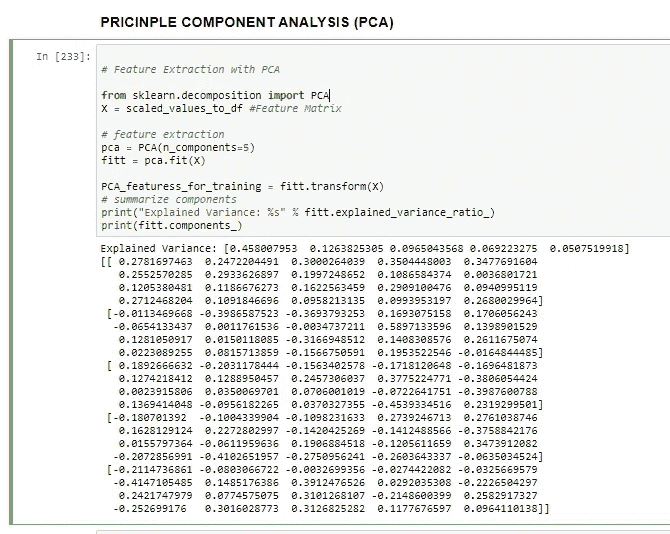 PRICINPLE COMPONENT ANALYSIS (PCA)
In [233]:
# Feature Extraction with PCA
from sklearn.decomposition import PCA
X = scaled_values_to_df #Feature Matrix
# feature extraction
pca = PCA(n_components=5)
fitt = pca.fit(X)
PCA_featuress_for_training = fitt.transform(X)
# summarize components
print("Explained Variance: %s" % fitt.explained_variance_ratio_)
print(fitt.components_)
Explained Variance: [0.458007953 0.1263825305 0.0965043568 0.069223275 0.0507519918]
[[ 0.2781697463 0.2472204491 0.3000264039 0.3504448003 0.3477691604
0.2552570285 0.2933626897 0.1997248652 0.1086584374 0.0036801721
0.1205380481 0.1186676273 0.1622563459 0.2909100476 0.0940995119
0.2712468204 0.1091846696 0.0958213135 0.0993953197 0.2680029964]
[-0.0113469668 -0.3986587523 -0.3693793253 0.1693075158 0.1706056243
-0.0654133437 0.0011761536 -0.0034737211 0.5897133596 0.1398901529
0.1281050917 0.0150118085 -0.3166948512 0.1408308576 0.2611675074
0.0223089255 0.0815713859 -0.1566750591 0.1953522546 -0.0164844485]
[ 0.1892666632 -0.2031178444 -0.1563402578 -0.1718120648 -0.1696481873
0.1274218412 0.1288950457 0.2457306037 0.3775224771 -0.3806054424
0.0023915806 0.0350069701 0.0706001019 -0.0722641751 -0.3987600788
0.1369414048 -0.0956182265 0.0370327355 -0.4539334516 0.2319299501]
[-0.180701392 -0.1004339904 -0.1098231633 0.2739246713 0.2761038746
0.1628129124 0.2272802997 -0.1420425269 -0.1412488566 -0.3758842176
0.0155797364 -0.0611959636 0.1906884518 -0.1205611659 0.3473912082
-0.2072856991 -0.4102651957 -0.2750956241 -0.2603643337 -0.0635034524]
[-0.2114736861 -0.0803066722 -0.0032699356 -0.0274422082 -0.0325669579
-0.4147105485 0.1485176386 0.3912476526 0.0292035308 -0.2226504297
0.2421747979 0.0774575075 0.3101268107 -0.2148600399 0.2582917327
-0.252699176 0.3016028773 0.3126825282 0.1177676597 0.0964110138]]